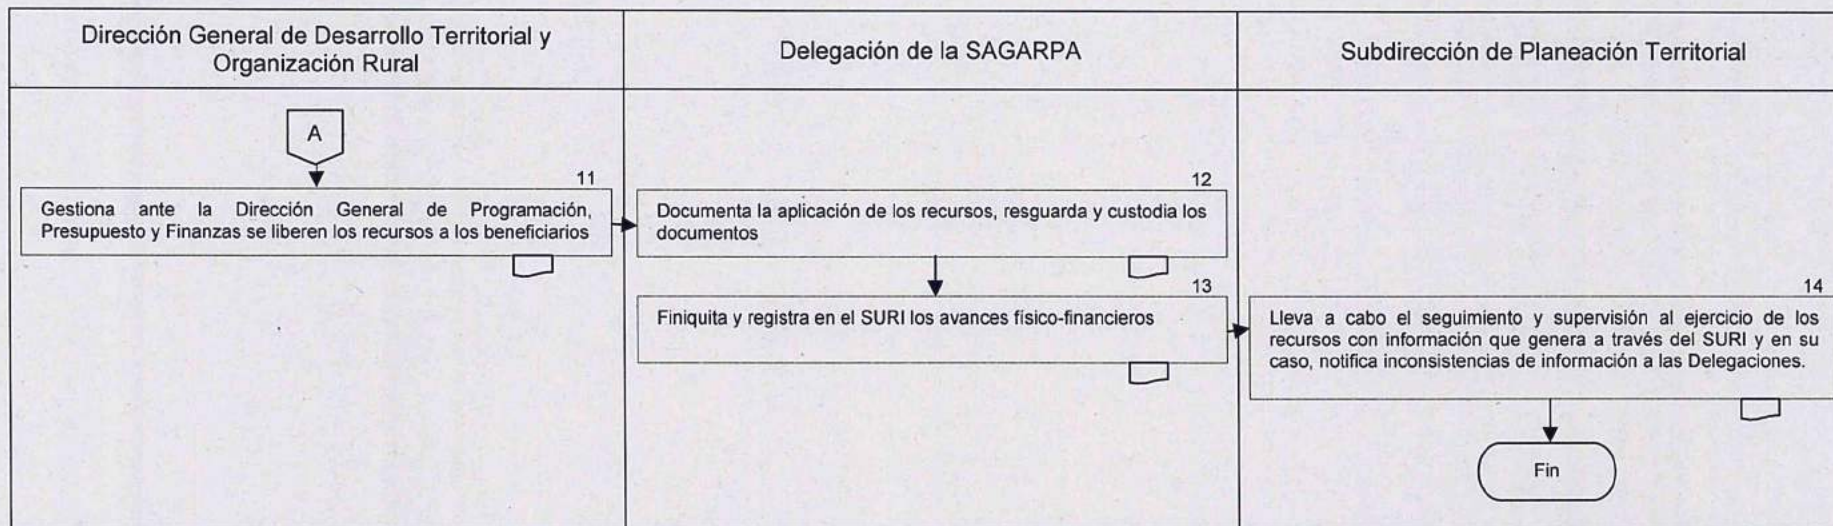 Dirección General de Desarrollo Territorial y
Organización Rural
Delegación de la SAGARPA
Subdirección de Planeación Territorial
A
11
Gestiona ante la Dirección General de Programación,
Presupuesto y Finanzas se liberen los recursos a los beneficiarios
12
Documenta la aplicación de los recursos, resguarda y custodia los
documentos
13
Finiquita y registra en el SURI los avances físico-financieros
14
Lleva a cabo el seguimiento y supervisión al ejercicio de los
recursos con información que genera a través del SURI y en su
caso, notifica inconsistencias de información a las Delegaciones.
Fin